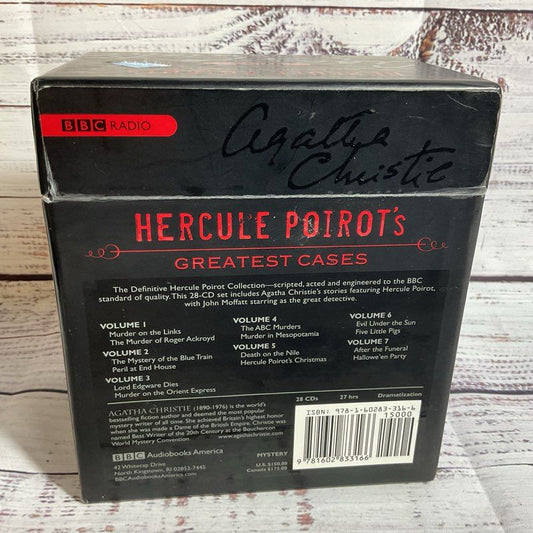 BBC RADIO
Agatha Christie
HERCULE POIROT's
GREATEST CASES
The Definitive Hercule Poirot Collection—scripted, acted and engineered to the BBC
standard of quality. This 28-CD set includes Agatha Christie's stories featuring Hercule Poirot,
with John Moffatt starring as the great detective.
VOLUME 1
Murder on the Links
The Murder of Roger Ackroyd
VOLUME 2
The Mystery of the Blue Train
Peril at End House
VOLUME 3
Lord Edgware Dies
Murder on the Orient Express
VOLUME 4
The ABC Murders
Murder in Mesopotamia
VOLUME 5
Death on the Nile
Hercule Poirot's Christmas
VOLUME 6
Evil Under the Sun
Five Little Pigs
VOLUME 7
After the Funeral
Hallowe'en Party
28 CDs 27 hrs Dramatization
AGATHA CHRISTIE (1890-1976) is the world's
bestselling fiction author and deemed the most popular
mystery writer of all time. She achieved Britain's highest honor
when she was made a Dame of the British Empire. Christie was
named Best Writer of the 20th Century at the Bouchercon
World Mystery Convention. www.agathachristie.com
BBC Audiobooks America
42 Whitecap Drive
North Kingstown, RI 02852-7445
BBCAudiobooksAmerica.com
MYSTERY
U.S. $150.00
Canada $175.00
ISBN: 978-1-60283-316-6
15000
9 781602 833166